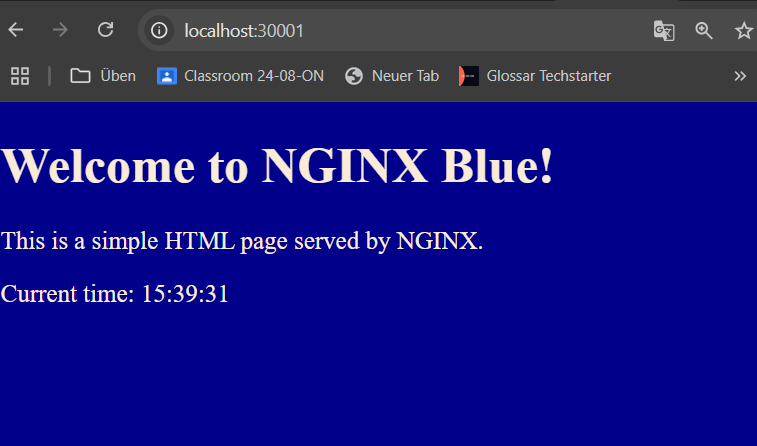 localhost:30001
Üben
Classroom 24-08-ON
Neuer Tab
Glossar Techstarter
Welcome to NGINX Blue!
This is a simple HTML page served by NGINX.
Current time: 15:39:31